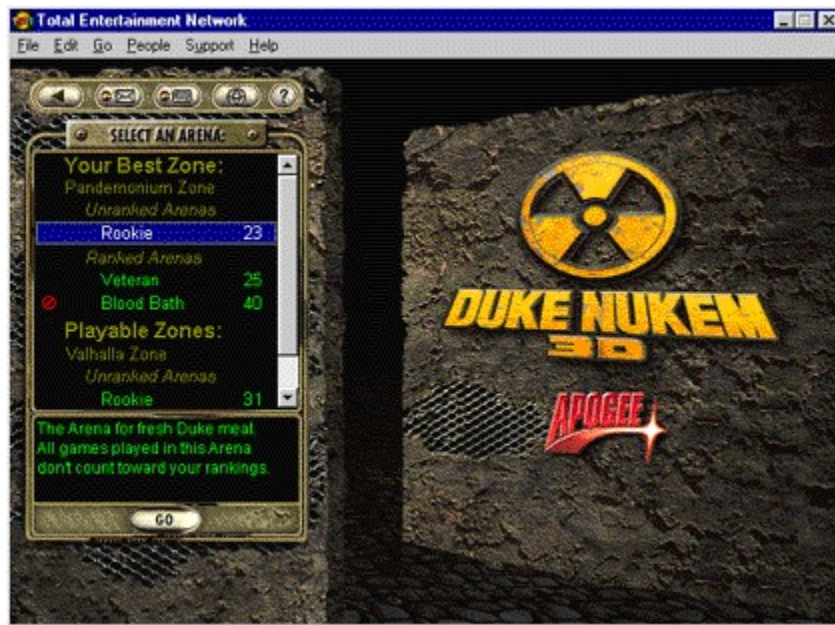 Total Entertainment Network
File Edit Go People Support Help
?
SELECT AN ARENA:
Your Best Zone:
Pandemonium Zone
Unranked Arenas
Rookie 23
Ranked Arenas
Veteran 25
Blood Bath 40
Playable Zones:
Valhalla Zone
Unranked Arenas
Rookie 31
The Arena for fresh Duke meat.
All games played in this Arena
don't count toward your rankings.
GO
DUKE NUKEM
3D
APOGEE